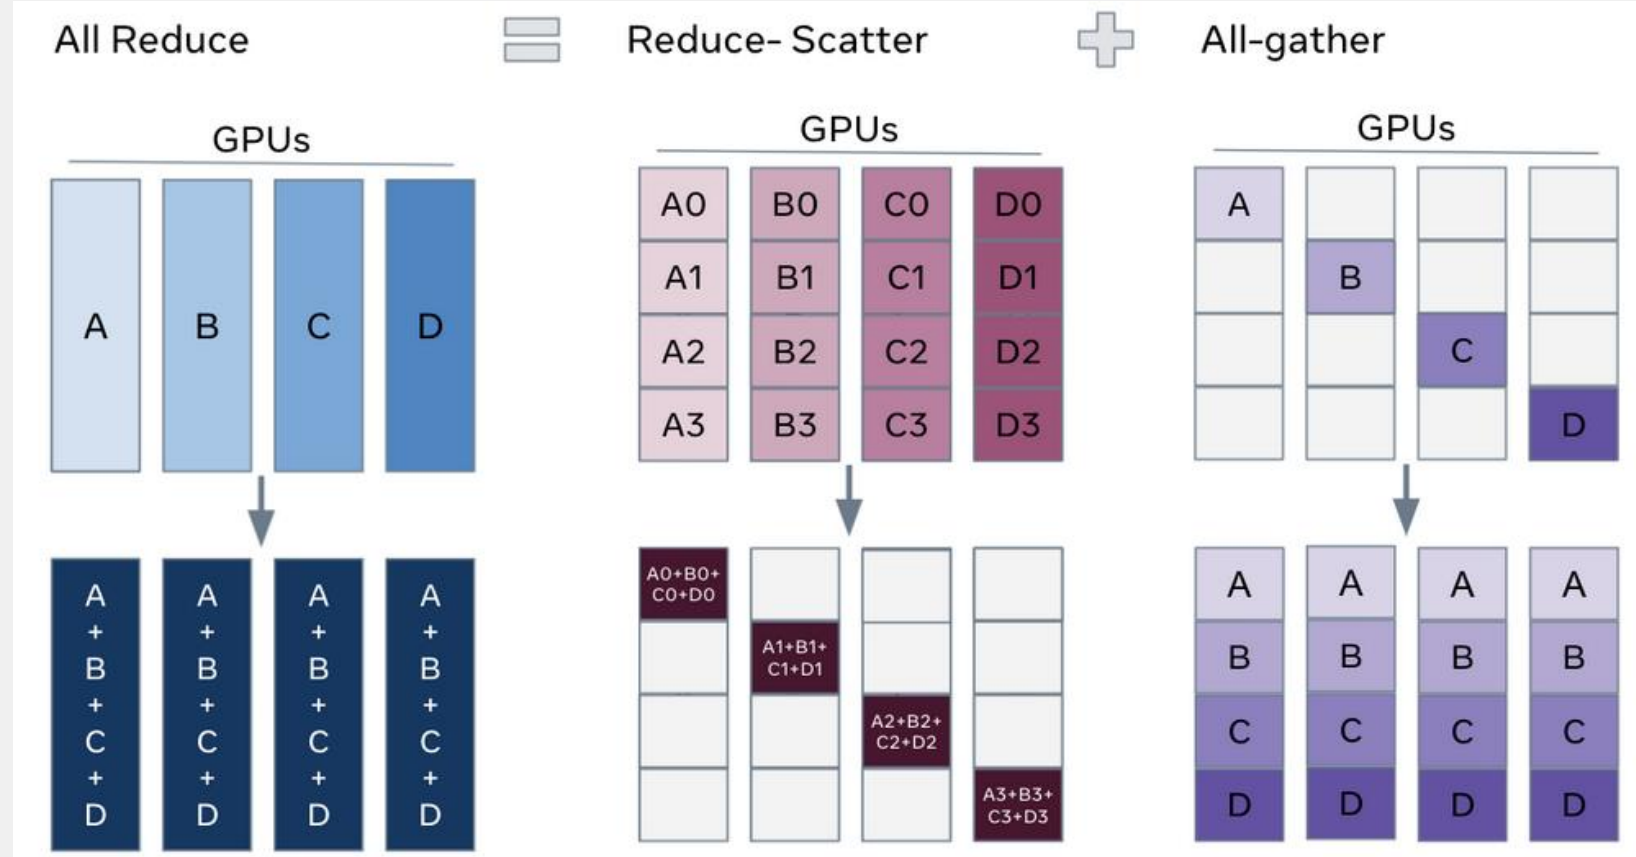 All Reduce
Reduce- Scatter
All-gather
GPUs
A B C D
A A A A
+ + + +
B B B B
+ + + +
C C C C
+ + + +
D D D D
GPUs
A0 B0 C0 D0
A1 B1 C1 D1
A2 B2 C2 D2
A3 B3 C3 D3
A0+B0+
C0+D0
A1+B1+
C1+D1
A2+B2+
C2+D2
A3+B3+
C3+D3
GPUs
A
B
C
D
A A A A
B B B B
C C C C
D D D D